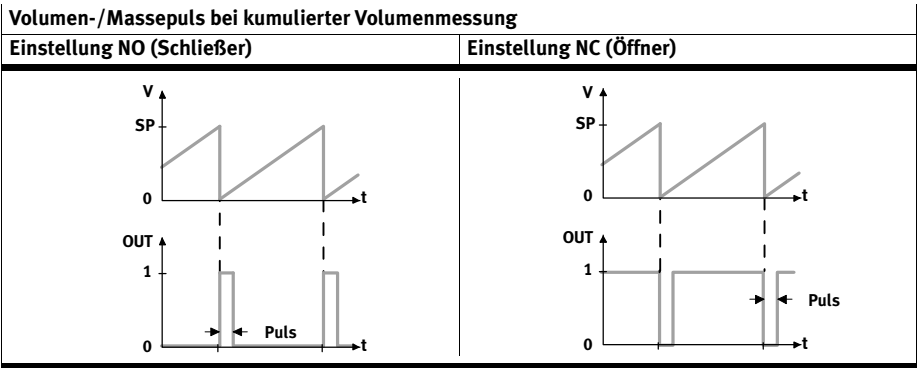 Volumen-/Massepuls bei kumulierter Volumenmessung
Einstellung NO (Schließer)
Einstellung NC (Öffner)
V
SP
0
t
OUT
1
Puls
0
t
V
SP
0
t
OUT
1
Puls
0
t